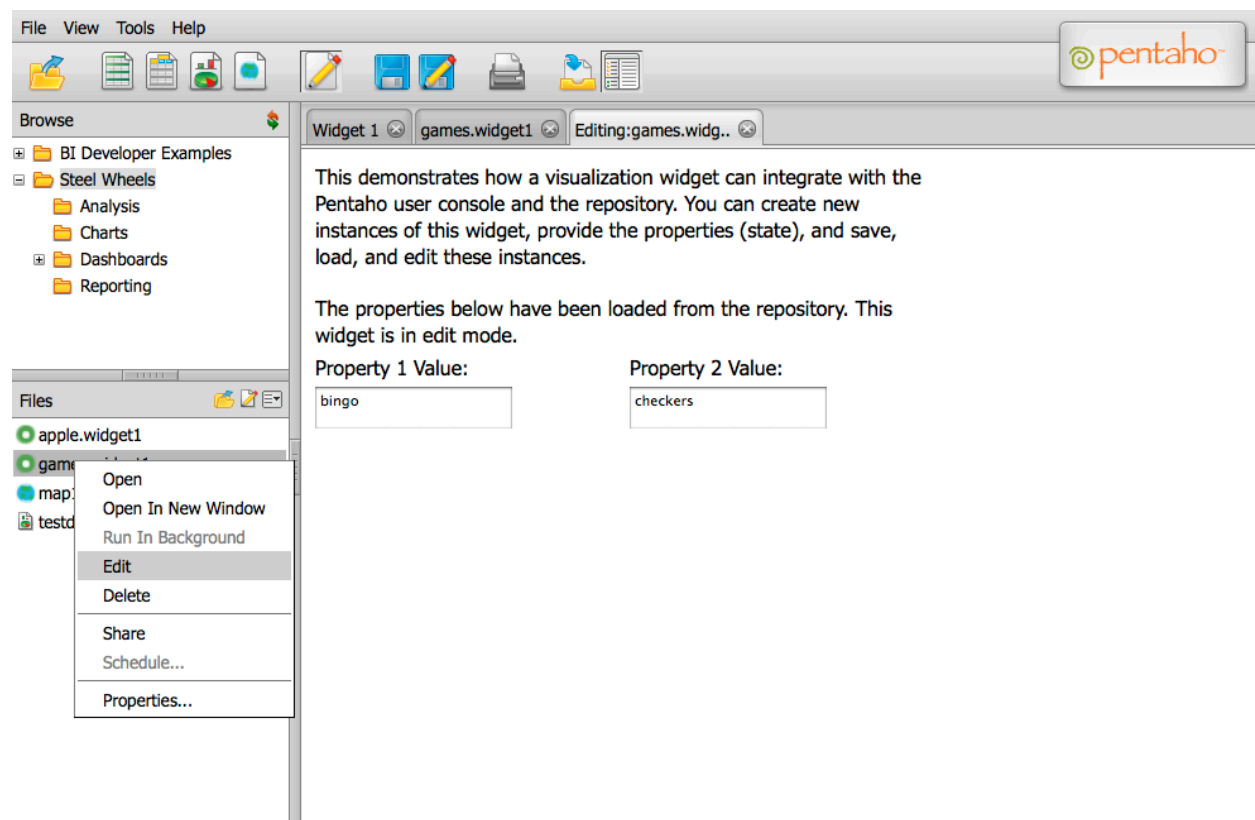 File View Tools Help
pentaho
Browse
BI Developer Examples
Steel Wheels
Analysis
Charts
Dashboards
Reporting
Files
apple.widget1
game
map
testd
Open
Open In New Window
Run In Background
Edit
Delete
Share
Schedule...
Properties...
Widget 1 games.widget1 Editing:games.widg..
This demonstrates how a visualization widget can integrate with the
Pentaho user console and the repository. You can create new
instances of this widget, provide the properties (state), and save,
load, and edit these instances.
The properties below have been loaded from the repository. This
widget is in edit mode.
Property 1 Value: Property 2 Value:
bingo checkers